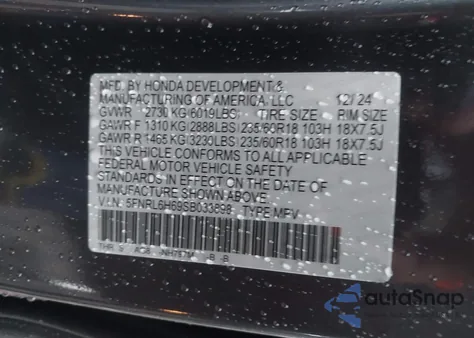 MFD BY HONDA DEVELOPMENT &
MANUFACTURING OF AMERICA, LLC 12/24
GVWR 2730 KG(6019LBS) TIRE SIZE RIM SIZE
GAWR F 1310 KG(2888LBS) 235/60R18 103H 18X7.5J
GAWR R 1465 KG(3230LBS) 235/60R18 103H 18X7.5J
THIS VEHICLE CONFORMS TO ALL APPLICABLE
FEDERAL MOTOR VEHICLE SAFETY
STANDARDS IN EFFECT ON THE DATE OF
MANUFACTURE SHOWN ABOVE
V.I.N. 5FNRL6H69SB033898 TYPE MPV
THR B B
autoSnap